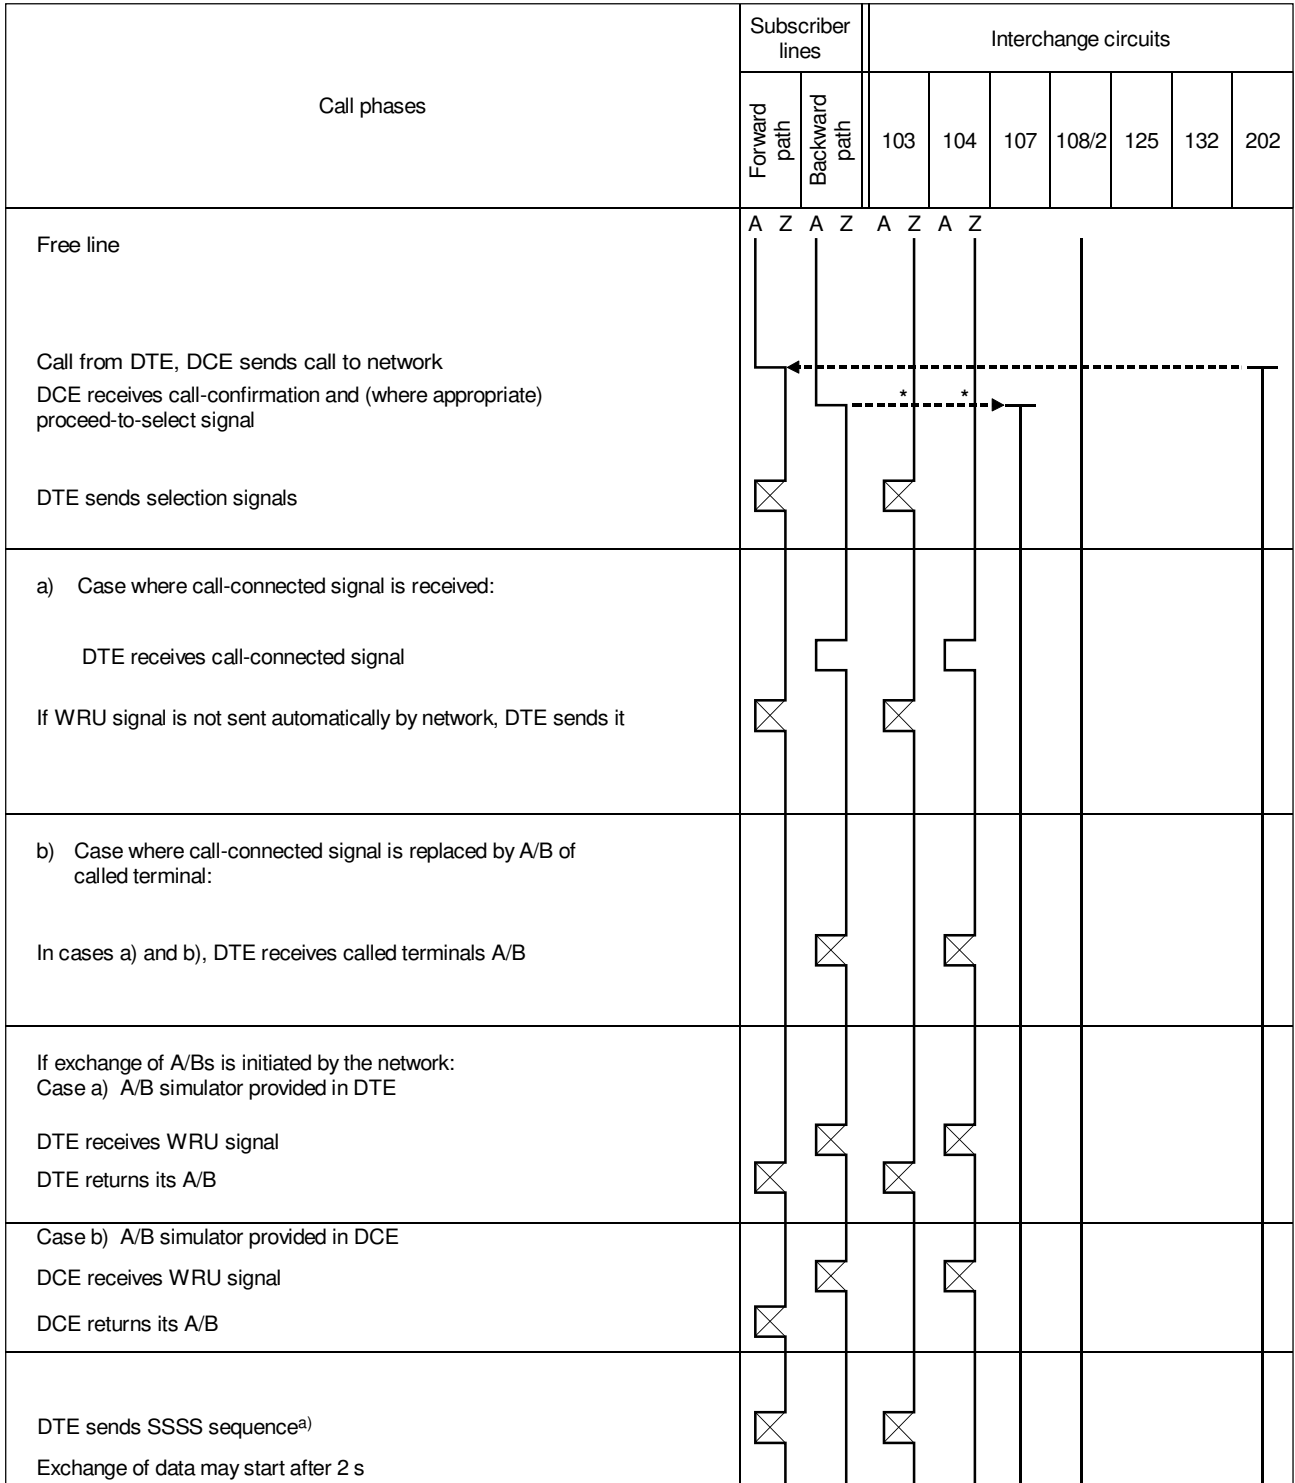 Call phases
Subscriber
lines
Interchange circuits
Forward
path
Backward
path
103
104
107
108/2
125
132
202
A Z A Z A Z A Z
Free line
Call from DTE, DCE sends call to network
DCE receives call-confirmation and (where appropriate)
proceed-to-select signal
* *
DTE sends selection signals
a) Case where call-connected signal is received:
DTE receives call-connected signal
If WRU signal is not sent automatically by network, DTE sends it
b) Case where call-connected signal is replaced by A/B of
called terminal:
In cases a) and b), DTE receives called terminals A/B
If exchange of A/Bs is initiated by the network:
Case a) A/B simulator provided in DTE
DTE receives WRU signal
DTE returns its A/B
Case b) A/B simulator provided in DCE
DCE receives WRU signal
DCE returns its A/B
DTE sends SSSS sequence a)
Exchange of data may start after 2 s